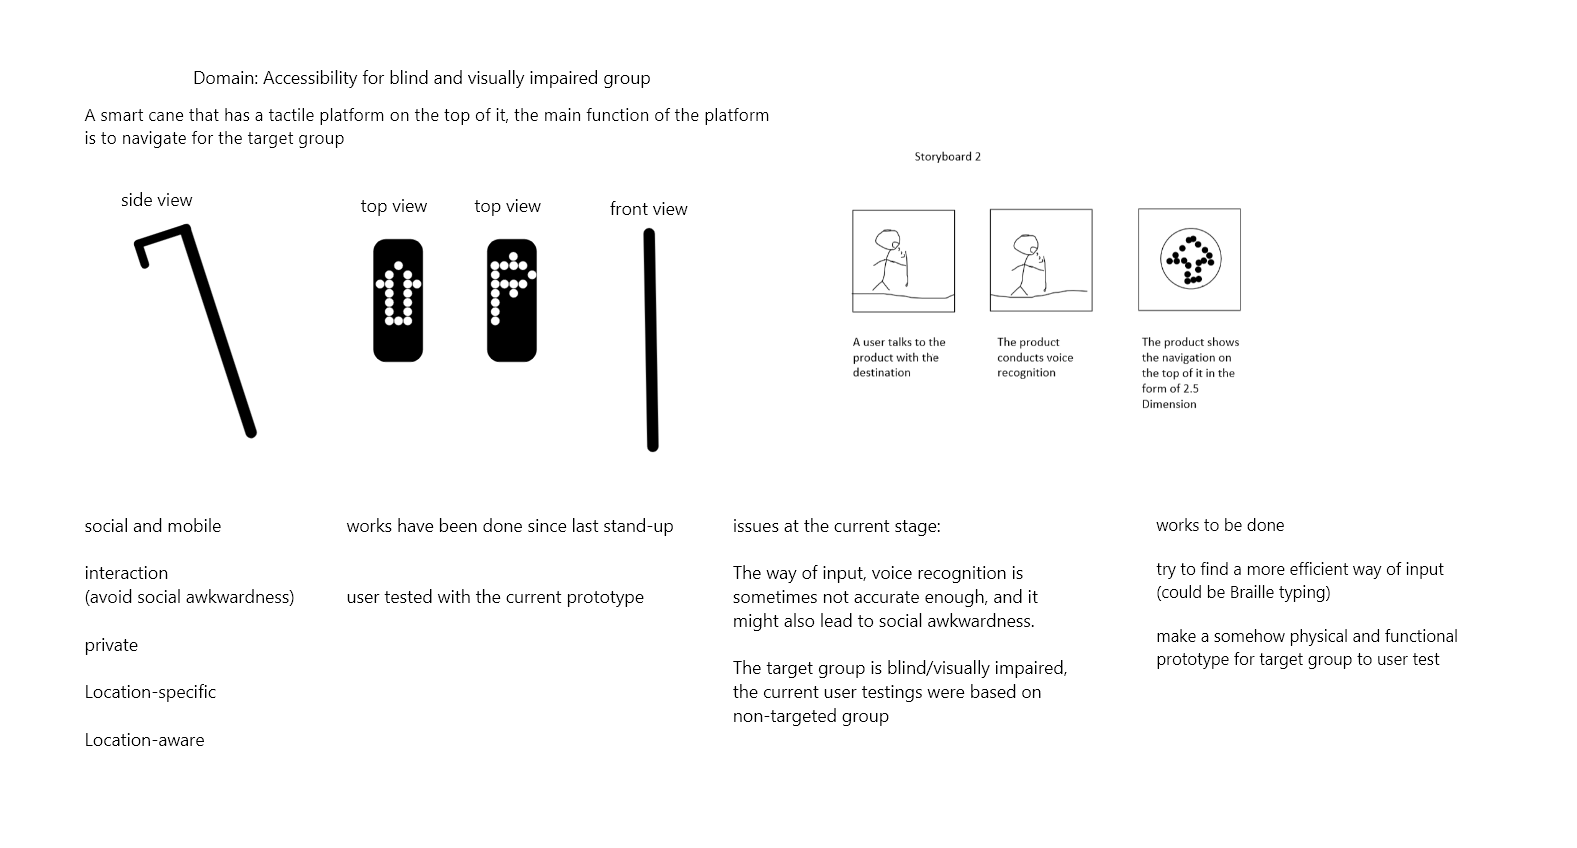 Domain: Accessibility for blind and visually impaired group
A smart cane that has a tactile platform on the top of it, the main function of the platform
is to navigate for the target group
side view
top view
top view
front view
Storyboard 2
A user talks to the
product with the
destination
The product
conducts voice
recognition
The product shows
the navigation on
the top of it in the
form of 2.5
Dimension
social and mobile
interaction
(avoid social awkwardness)
private
Location-specific
Location-aware
works have been done since last stand-up
user tested with the current prototype
issues at the current stage:
The way of input, voice recognition is
sometimes not accurate enough, and it
might also lead to social awkwardness.
The target group is blind/visually impaired,
the current user testings were based on
non-targeted group
works to be done
try to find a more efficient way of input
(could be Braille typing)
make a somehow physical and functional
prototype for target group to user test